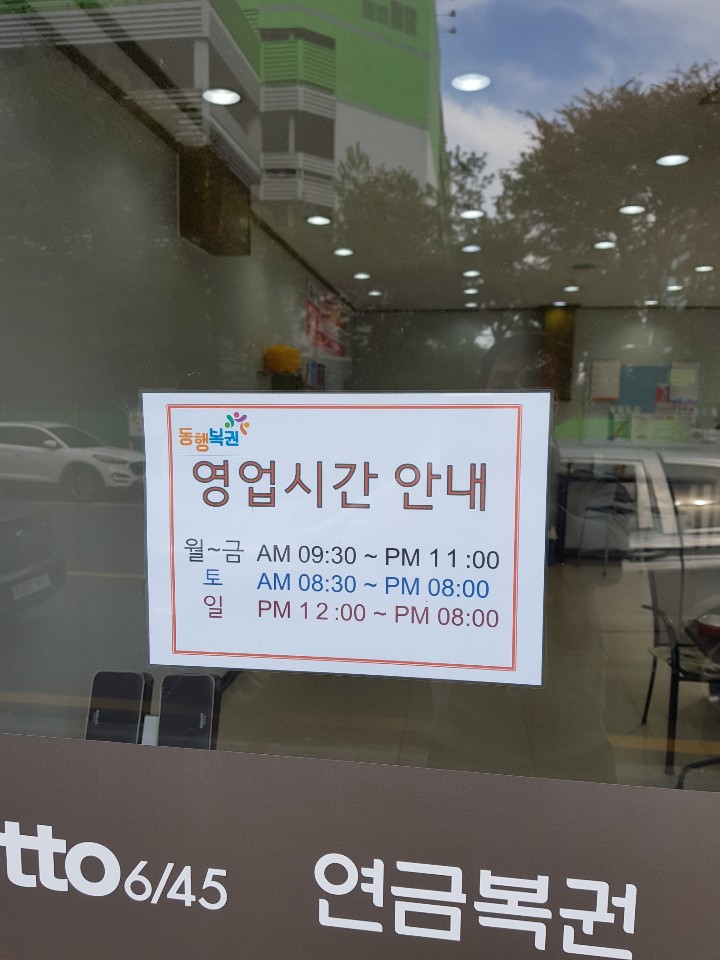 동행복권
영업시간 안내
월~금 AM 09:30 ~ PM 11:00
토 AM 08:30 ~ PM 08:00
일 PM 12:00 ~ PM 08:00
tto 6/45
연금복권